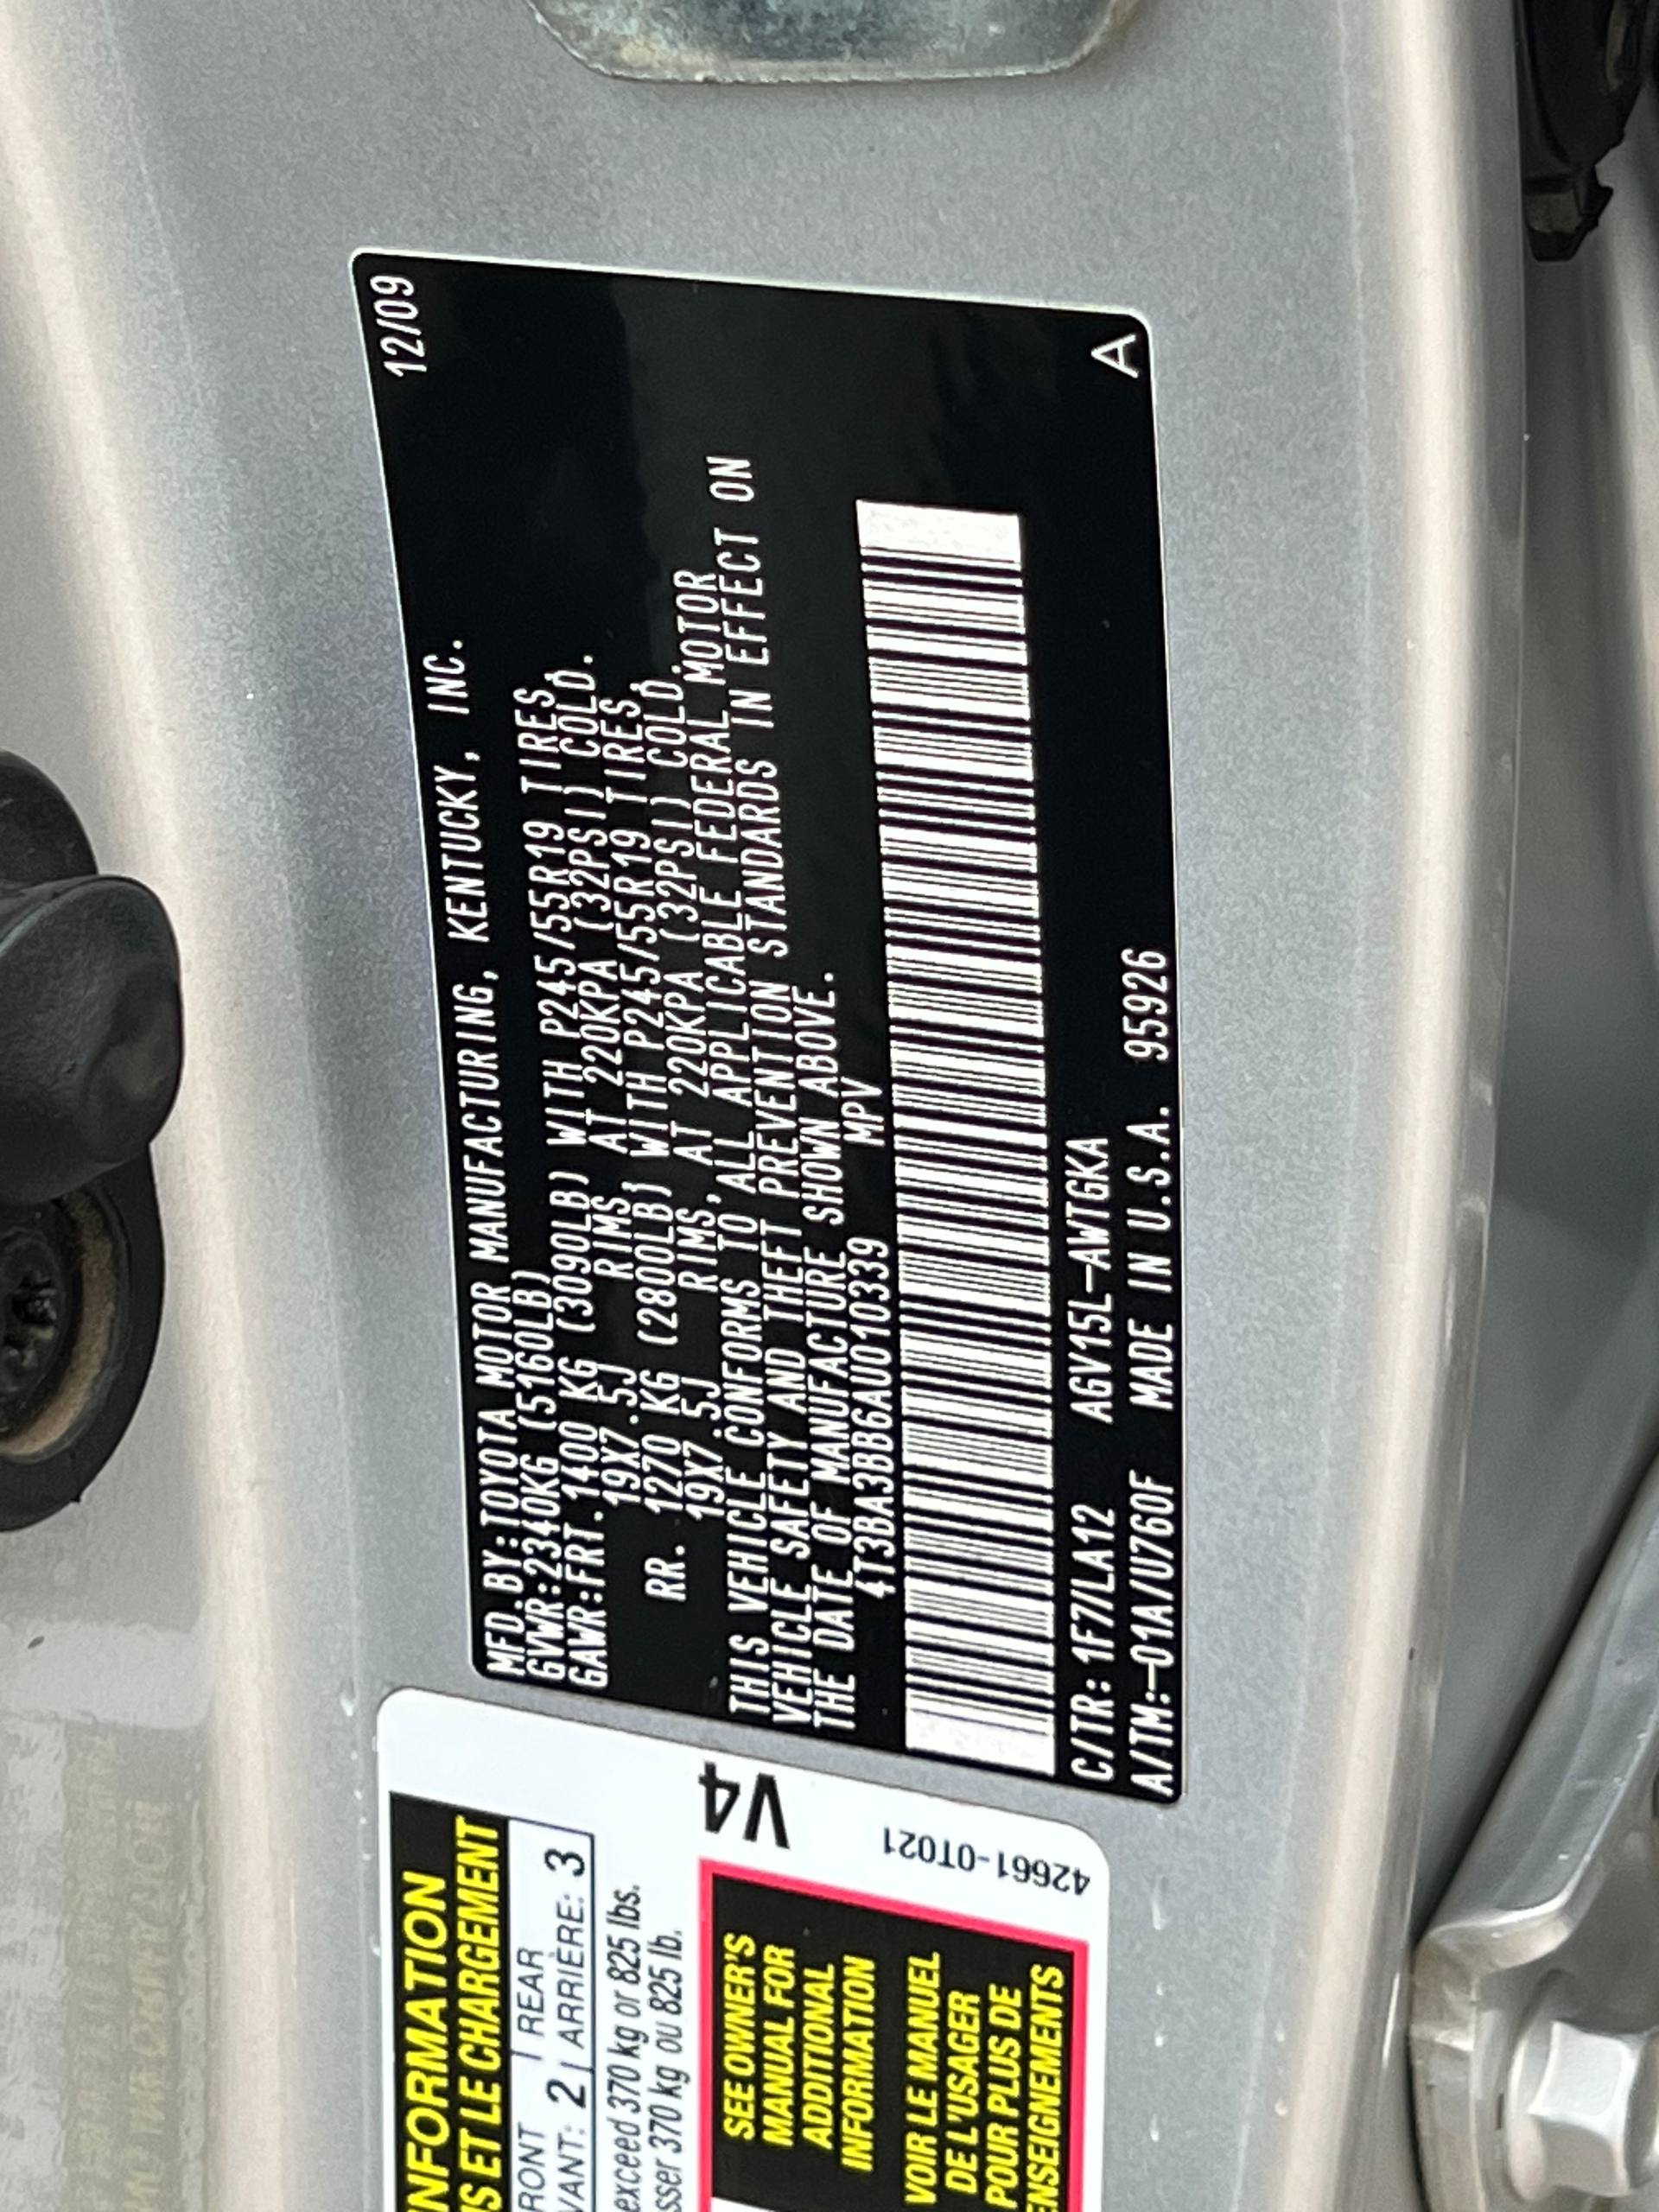 12/09
MFD.BY:TOYOTA MOTOR MANUFACTURING, KENTUCKY, INC.
GVWR:2340KG (5160LB)
GAWR:FRT.1400 KG (3090LB) WITH P245/55R19 TIRES,
19X7.5J RIMS, AT 220KPA (32PSI) COLD.
RR. 1270 KG (2800LB) WITH P245/55R19 TIRES,
19X7.5J RIMS, AT 220KPA (32PSI) COLD.
THIS VEHICLE CONFORMS TO ALL APPLICABLE FEDERAL MOTOR
VEHICLE SAFETY AND THEFT PREVENTION STANDARDS IN EFFECT ON
THE DATE OF MANUFACTURE SHOWN ABOVE.
4T3BA3BB6AU010339 MPV
C/TR: 1F7/LA12 AGV15L-AWTGKA
A/TM:-01A/U760F MADE IN U.S.A. 95926
A
INFORMATION
ET LE CHARGEMENT
REAR
2 ARRIÈRE: 3
exceed 370 kg or 825 lbs.
370 kg ou 825 lb.
V4
42661-0T021
SEE OWNER'S
MANUAL FOR
ADDITIONAL
INFORMATION
VOIR LE MANUEL
DE L'USAGER
POUR PLUS DE